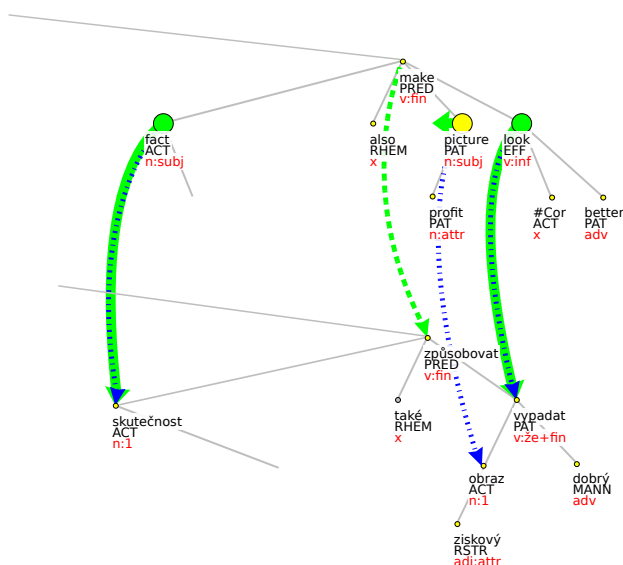 make
PRED
v:fin
fact
ACT
n:subj
also
RHEM
x
picture
PAT
n:subj
look
EFF
v:inf
profit
PAT
n:attr
#Cor
ACT
x
better
PAT
adv
způsobovat
PRED
v:fin
skutečnost
ACT
n:1
také
RHEM
x
vypadat
PAT
v:že+fin
obraz
ACT
n:1
dobrý
MANN
adv
ziskový
RSTR
adj:attr